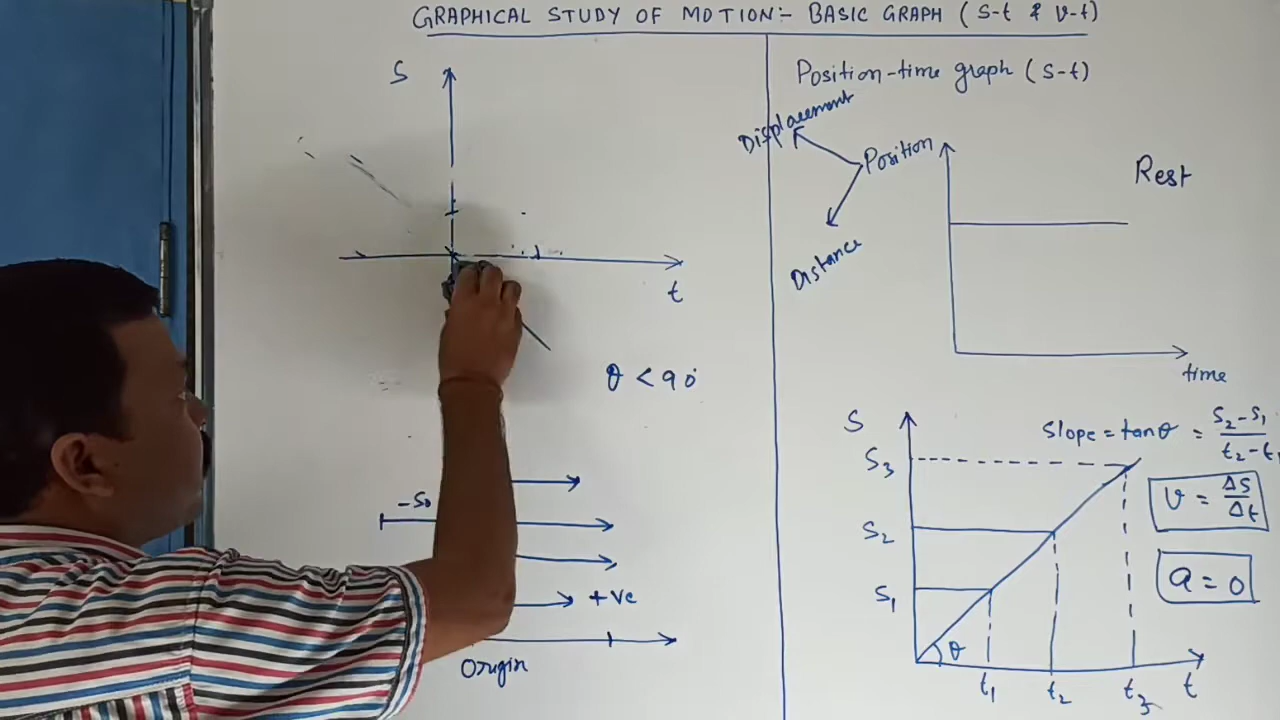 GRAPHICAL STUDY OF MOTION:- BASIC GRAPH (S-t & v-t)
S
t
θ < 90°
-S₀
+ve
Origin
Position-time graph (S-t)
Displacement
Position
Distance
Rest
time
S
S₃
S₂
S₁
θ
t₁
t₂
t₃
t
Slope = tanθ = S₂-S₁ / t₂-t₁
v = Δs / Δt
a = 0